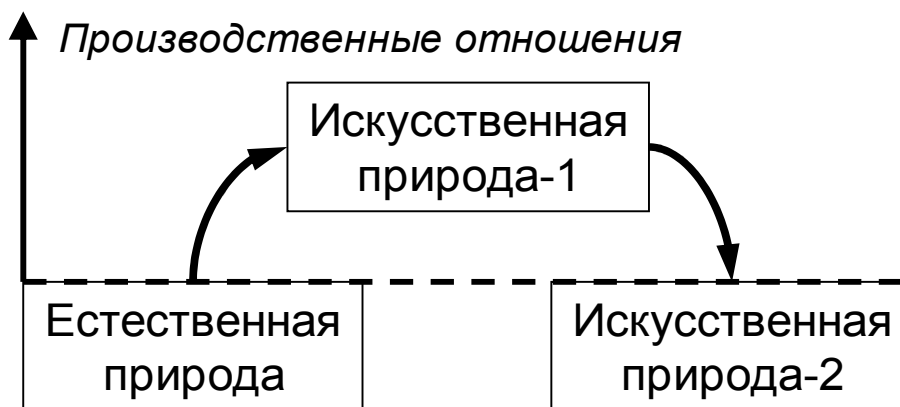 Производственные отношения
Искусственная
природа-1
Естественная
природа
Искусственная
природа-2